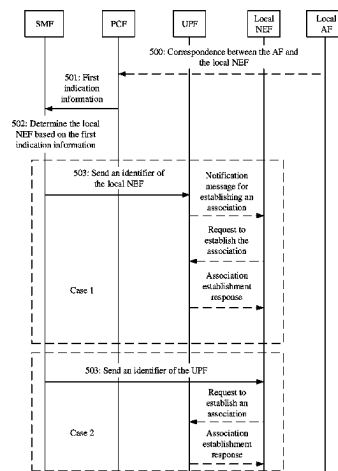 SMF
PCF
UPF
Local
NEF
Local
AF
500: Correspondence between the AF and
the local NEF
501: First
indication
information
502: Determine the local
NEF based on the first
indication information
503: Send an identifier of
the local NEF
Notification
message for
establishing an
association
Request to
establish the
association
Association
establishment
response
Case 1
503: Send an identifier of the UPF
Request to
establish an
association
Association
establishment
response
Case 2